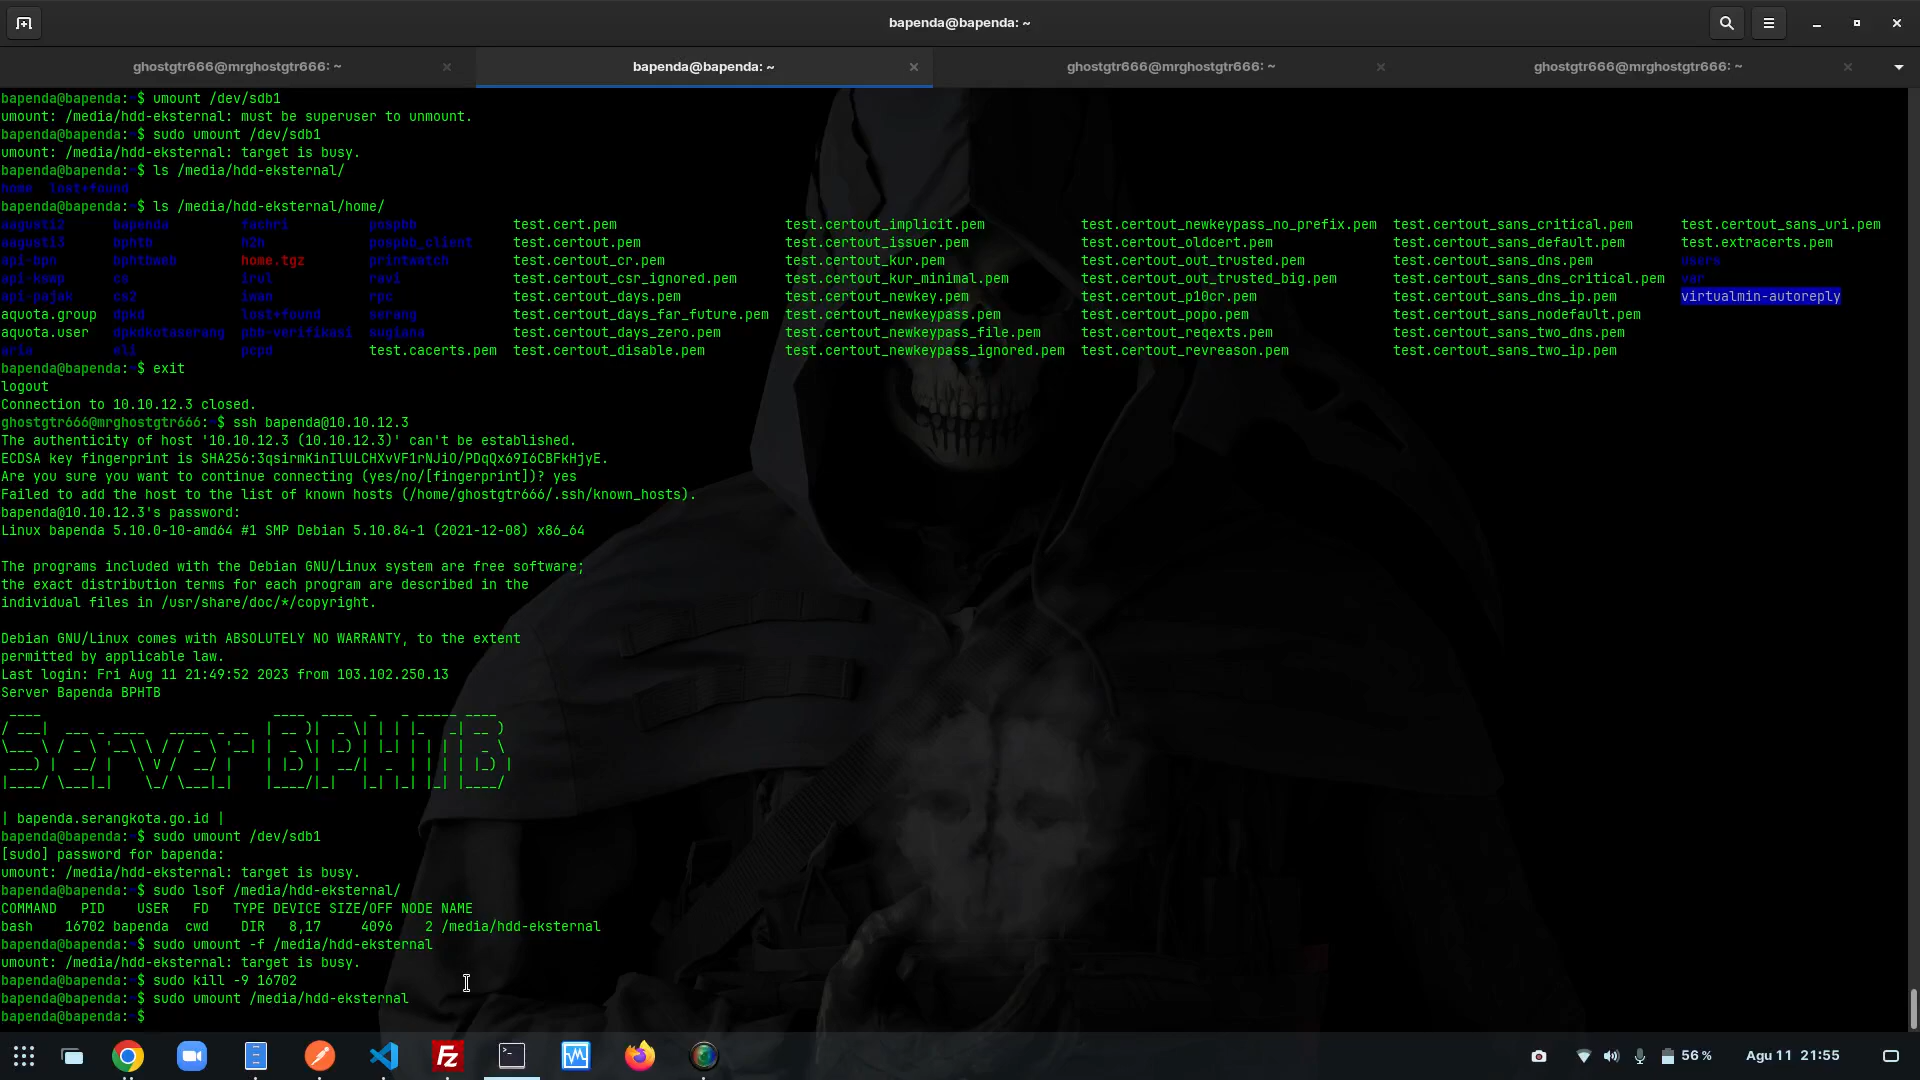 bapenda@bapenda: ~
ghostgtr666@mrghostgtr666: ~
bapenda@bapenda: ~
ghostgtr666@mrghostgtr666: ~
ghostgtr666@mrghostgtr666: ~
bapenda@bapenda:~$ umount /dev/sdb1
umount: /media/hdd-eksternal: must be superuser to unmount.
bapenda@bapenda:~$ sudo umount /dev/sdb1
umount: /media/hdd-eksternal: target is busy.
bapenda@bapenda:~$ ls /media/hdd-eksternal/
home lost+found
bapenda@bapenda:~$ ls /media/hdd-eksternal/home/
aagusti2 bapenda fachri pospbb test.cert.pem test.certout_implicit.pem test.certout_newkeypass_no_prefix.pem test.certout_sans_critical.pem test.certout_sans_uri.pem
aagusti3 bphtb h2h pospbb_client test.certout.pem test.certout_issuer.pem test.certout_oldcert.pem test.certout_sans_default.pem test.extracerts.pem
api-bpn bphtbweb home.tgz printwatch test.certout_cr.pem test.certout_kur.pem test.certout_out_trusted.pem test.certout_sans_dns.pem users
api-kswp ca irul ravi test.certout_csr_ignored.pem test.certout_kur_minimal.pem test.certout_out_trusted_big.pem test.certout_sans_dns_critical.pem var
api-pajak cs2 iwan rpc test.certout_days.pem test.certout_newkey.pem test.certout_p10cr.pem test.certout_sans_dns_ip.pem virtualmin-autoreply
aquota.group dpkd lost+found serang test.certout_days_far_future.pem test.certout_newkeypass.pem test.certout_popo.pem test.certout_sans_nodefault.pem
aquota.user dpkdkotaserang pbb-verifikasi sugiana test.certout_days_zero.pem test.certout_newkeypass_file.pem test.certout_reqexts.pem test.certout_sans_two_dns.pem
pcpd test.cacerts.pem test.certout_disable.pem test.certout_newkeypass_ignored.pem test.certout_revreason.pem test.certout_sans_two_ip.pem
bapenda@bapenda:~$ exit
logout
Connection to 10.10.12.3 closed.
ghostgtr666@mrghostgtr666:~$ ssh bapenda@10.10.12.3
The authenticity of host '10.10.12.3 (10.10.12.3)' can't be established.
ECDSA key fingerprint is SHA256:3qsirmKinIlULCHXvVF1rNJiO/PDqQx69I6CBFkHjyE.
Are you sure you want to continue connecting (yes/no/[fingerprint])? yes
Failed to add the host to the list of known hosts (/home/ghostgtr666/.ssh/known_hosts).
bapenda@10.10.12.3's password:
Linux bapenda 5.10.0-10-amd64 #1 SMP Debian 5.10.84-1 (2021-12-08) x86_64
The programs included with the Debian GNU/Linux system are free software;
the exact distribution terms for each program are described in the
individual files in /usr/share/doc/*/copyright.
Debian GNU/Linux comes with ABSOLUTELY NO WARRANTY, to the extent
permitted by applicable law.
Last login: Fri Aug 11 21:49:52 2023 from 103.102.250.13
Server Bapenda BPHTB
Server BPHTB
| bapenda.serangkota.go.id |
bapenda@bapenda:~$ sudo umount /dev/sdb1
[sudo] password for bapenda:
umount: /media/hdd-eksternal: target is busy.
bapenda@bapenda:~$ sudo lsof /media/hdd-eksternal/
COMMAND PID USER FD TYPE DEVICE SIZE/OFF NODE NAME
bash 16702 bapenda cwd DIR 8,17 4096 2 /media/hdd-eksternal
bapenda@bapenda:~$ sudo umount -f /media/hdd-eksternal
umount: /media/hdd-eksternal: target is busy.
bapenda@bapenda:~$ sudo kill -9 16702
bapenda@bapenda:~$ sudo umount /media/hdd-eksternal
bapenda@bapenda:~$
56 %
Agu 11 21:55